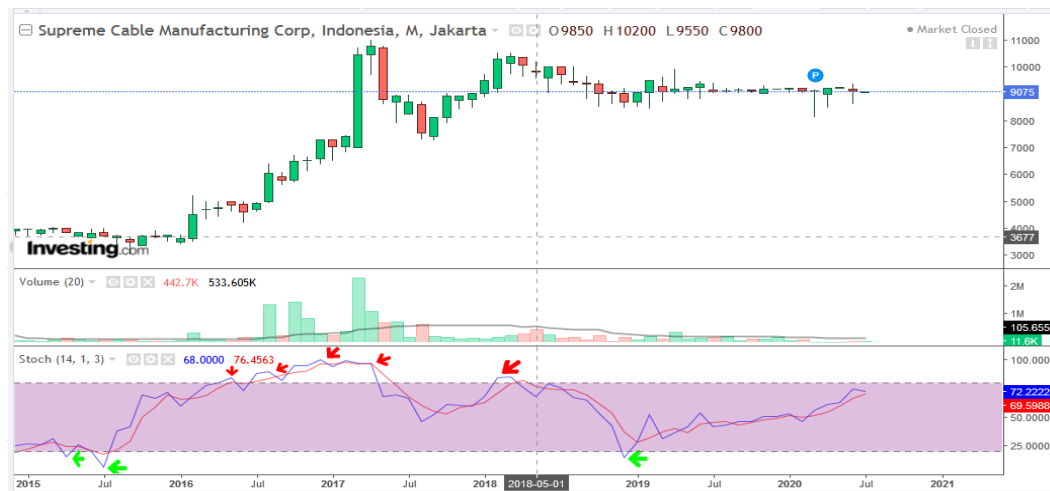 Supreme Cable Manufacturing Corp, Indonesia, M, Jakarta O9850 H10200 L9550 C9800
Market Closed
11000
10000
P
9075
8000
7000
6000
5000
4000
3677
3000
Investing.com
Volume (20) 442.7K 533.605K
2M
1M
105.655
11.6K
Stoch (14, 1, 3) 68.0000 76.4563
100.000
72.2222
69.5988
50.0000
25.0000
2015 Jul 2016 Jul 2017 Jul 2018 2018-05-01 Jul 2019 Jul 2020 Jul 2021